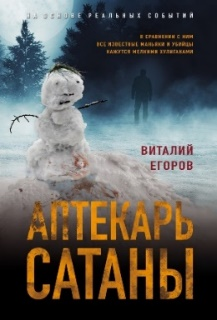 НА ОСНОВЕ РЕАЛЬНЫХ СОБЫТИЙ
В СРАВНЕНИИ С НИМ
ВСЕ ИЗВЕСТНЫЕ МАНЬЯКИ И УБИЙЦЫ
КАЖУТСЯ МЕЛКИМИ ХУЛИГАНАМИ
ВИТАЛИЙ
ЕГОРОВ
АПТЕКАРЬ
САТАНЫ